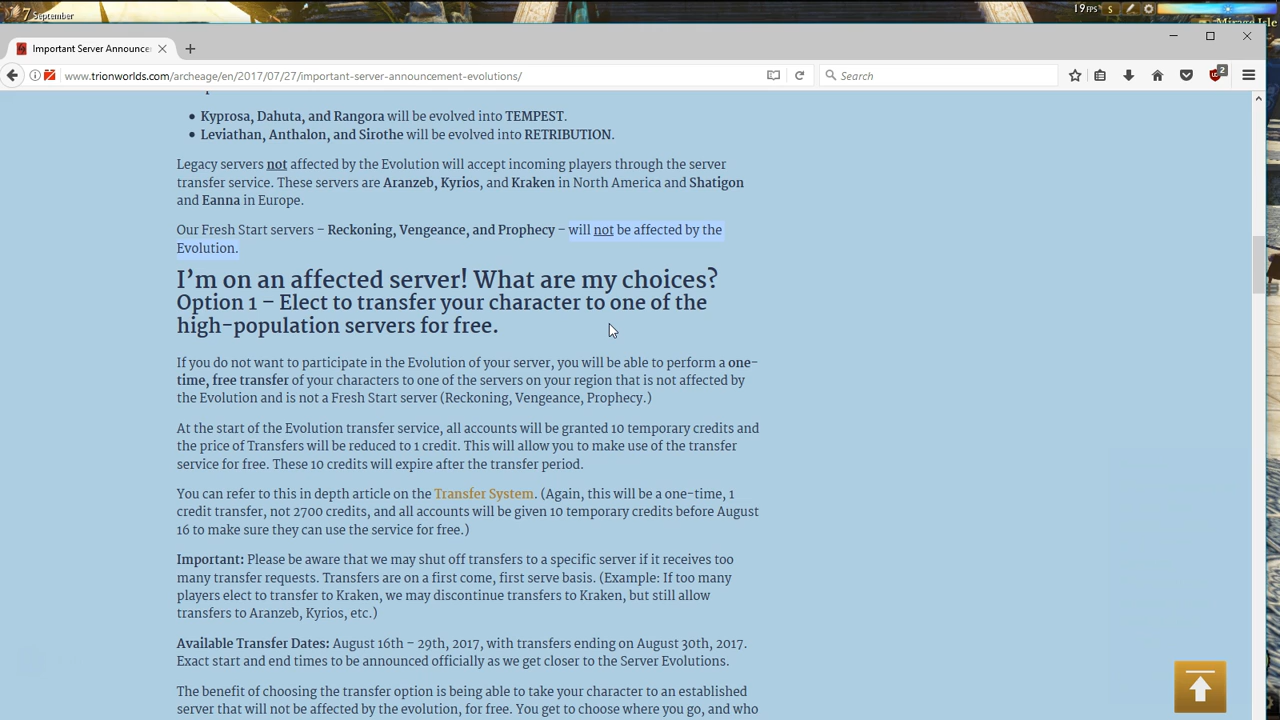 7 September
19 FPS
Mirage Isle
Important Server Announce
www.trionworlds.com/archeage/en/2017/07/27/important-server-announcement-evolutions/
Search
2
Kyprosa, Dahuta, and Rangora will be evolved into TEMPEST.
Leviathan, Anthalon, and Sirothe will be evolved into RETRIBUTION.
Legacy servers not affected by the Evolution will accept incoming players through the server
transfer service. These servers are Aranzeb, Kyrios, and Kraken in North America and Shatigon
and Eanna in Europe.
Our Fresh Start servers – Reckoning, Vengeance, and Prophecy – will not be affected by the
Evolution.
I’m on an affected server! What are my choices?
Option 1 – Elect to transfer your character to one of the
high-population servers for free.
If you do not want to participate in the Evolution of your server, you will be able to perform a one-
time, free transfer of your characters to one of the servers on your region that is not affected by
the Evolution and is not a Fresh Start server (Reckoning, Vengeance, Prophecy.)
At the start of the Evolution transfer service, all accounts will be granted 10 temporary credits and
the price of Transfers will be reduced to 1 credit. This will allow you to make use of the transfer
service for free. These 10 credits will expire after the transfer period.
You can refer to this in depth article on the Transfer System. (Again, this will be a one-time, 1
credit transfer, not 2700 credits, and all accounts will be given 10 temporary credits before August
16 to make sure they can use the service for free.)
Important: Please be aware that we may shut off transfers to a specific server if it receives too
many transfer requests. Transfers are on a first come, first serve basis. (Example: If too many
players elect to transfer to Kraken, we may discontinue transfers to Kraken, but still allow
transfers to Aranzeb, Kyrios, etc.)
Available Transfer Dates: August 16th – 29th, 2017, with transfers ending on August 30th, 2017.
Exact start and end times to be announced officially as we get closer to the Server Evolutions.
The benefit of choosing the transfer option is being able to take your character to an established
server that will not be affected by the evolution, for free. You get to choose where you go, and who